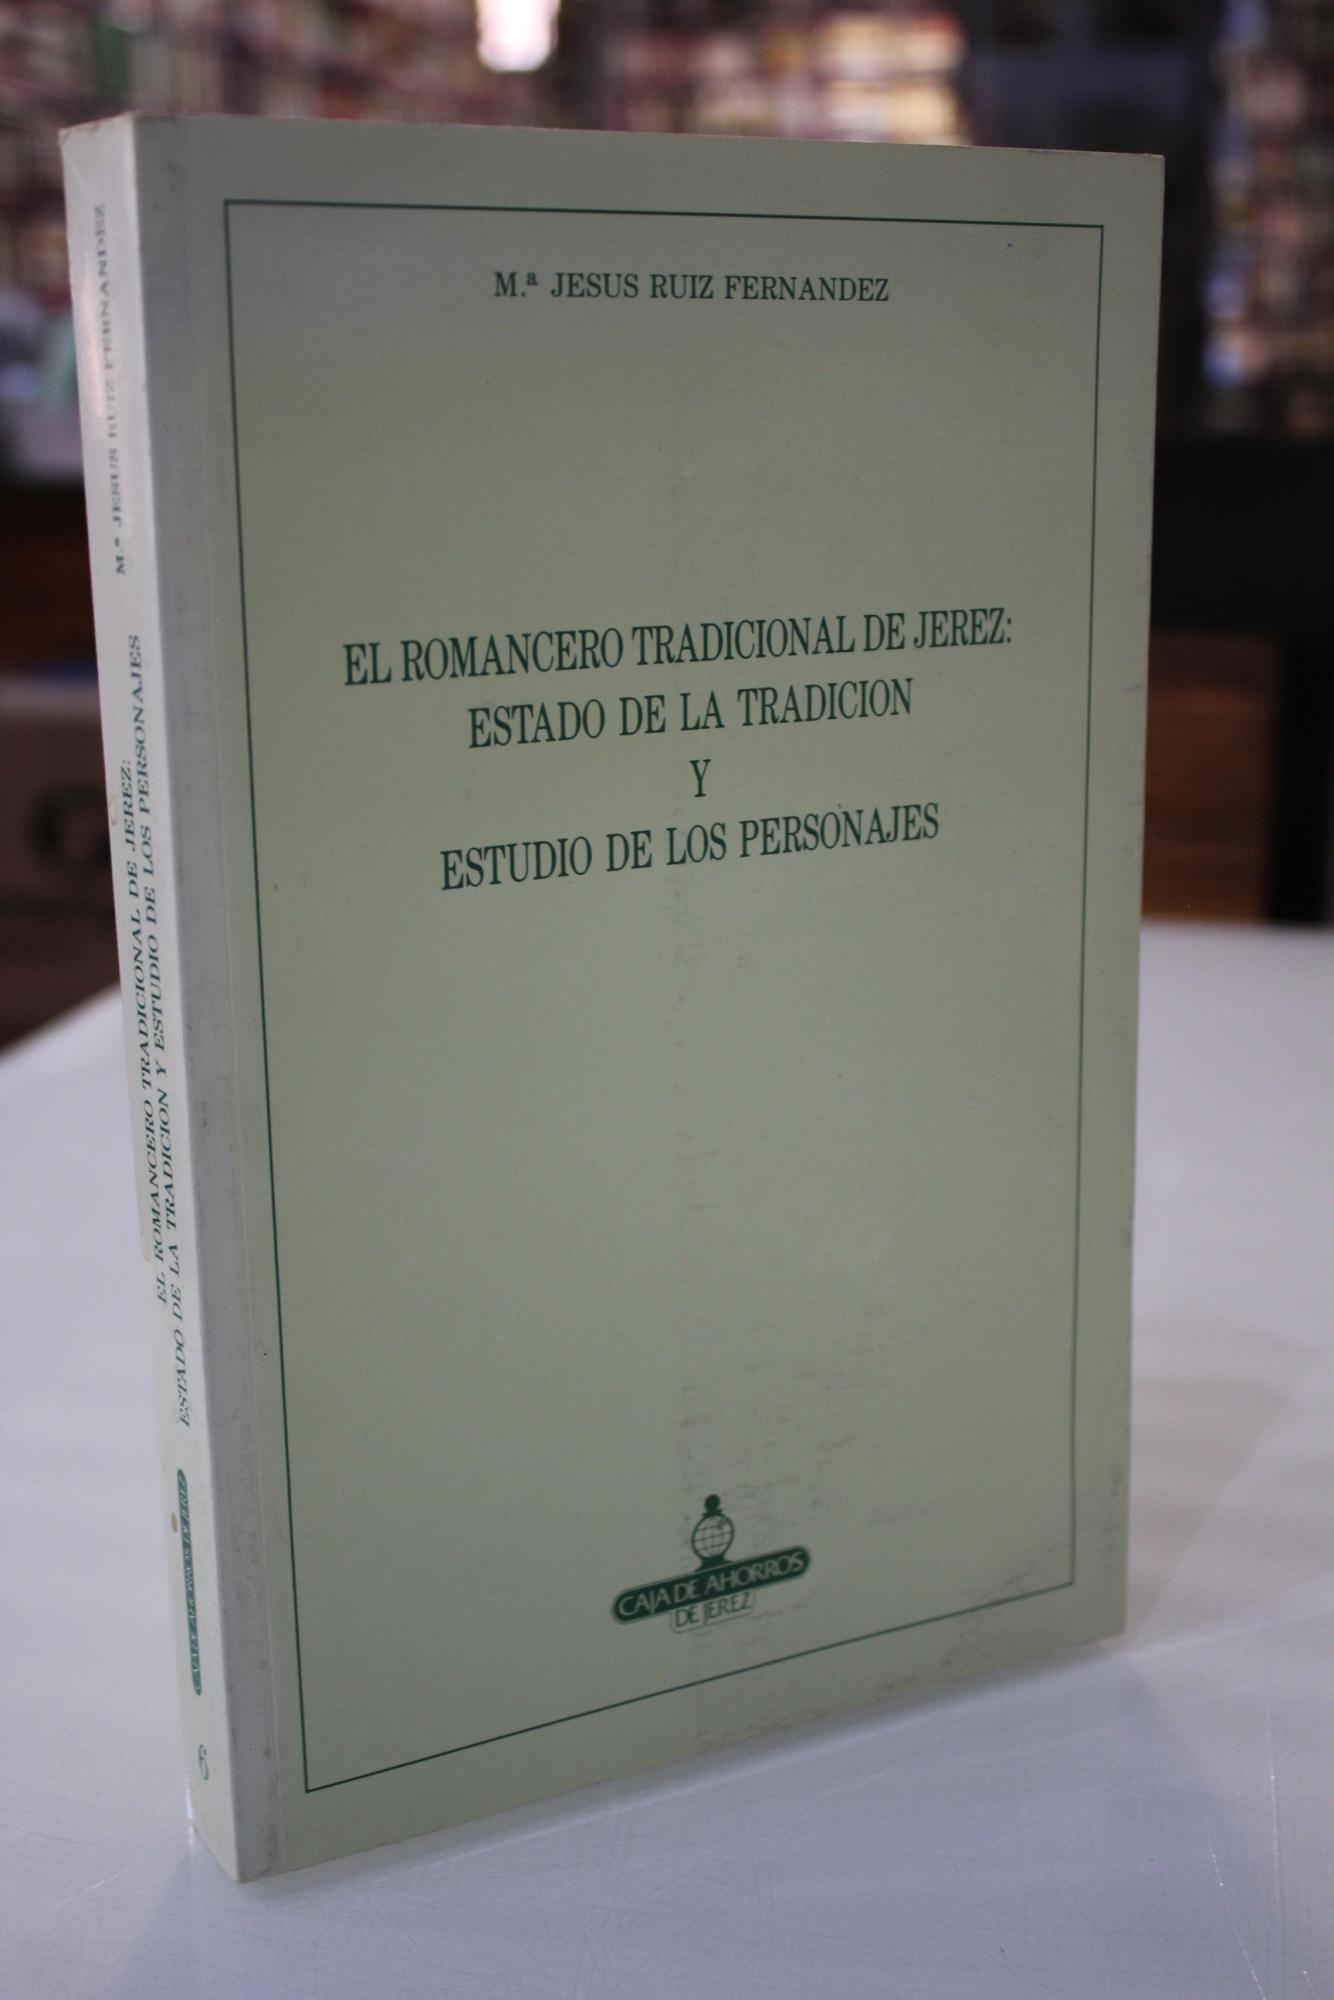 M.ª JESUS RUIZ FERNANDEZ
EL ROMANCERO TRADICIONAL DE JEREZ:
ESTADO DE LA TRADICION
Y
ESTUDIO DE LOS PERSONAJES
CAJA DE AHORROS
DE JEREZ
M.ª JESUS RUIZ FERNANDEZ
EL ROMANCERO TRADICIONAL DE JEREZ:
ESTADO DE LA TRADICION Y ESTUDIO DE LOS PERSONAJES
6